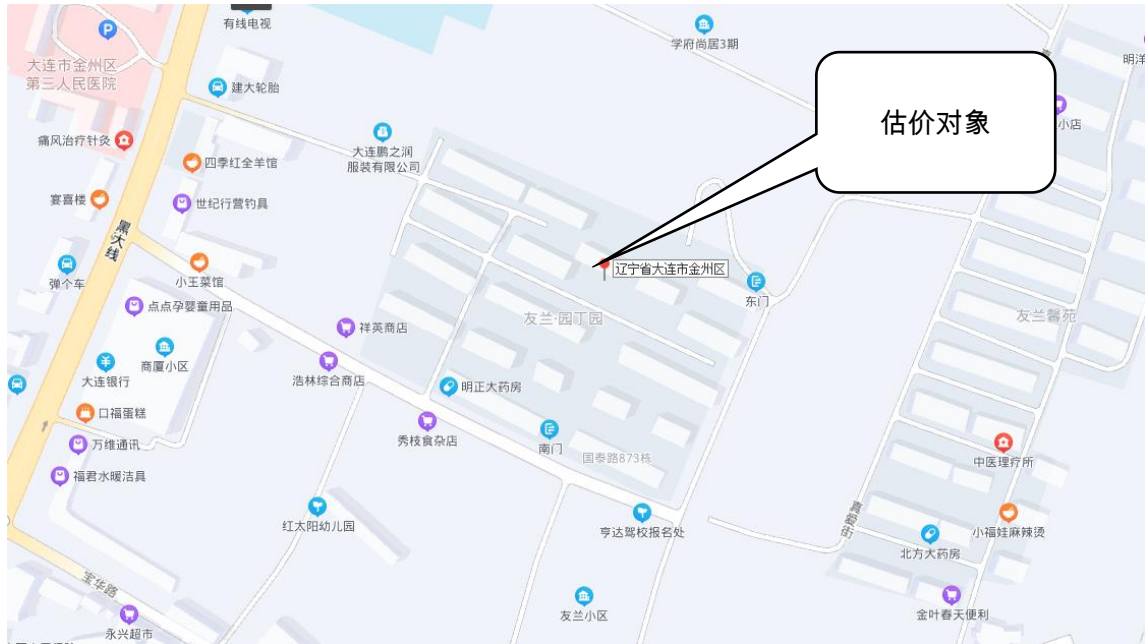 有线电视
学府尚居3期
P
大连市金州区
第三人民医院
建大轮胎
估价对象
小店
痛风治疗针灸
大连鹏之润
服装有限公司
四季红全羊馆
宴喜楼
世纪行营钓具
黑大线
辽宁省大连市金州区
弹个车
小王菜馆
东门
点点孕婴童用品
友兰·园丁园
友兰馨苑
祥英商店
商厦小区
大连银行
浩林综合商店
明正大药房
口福蛋糕
秀枝食杂店
万维通讯
南门
国泰路873栋
中医理疗所
福君水暖洁具
红太阳幼儿园
亨达驾校报名处
真爱街
小福娃麻辣烫
北方大药房
宝华路
友兰小区
金叶春天便利
永兴超市